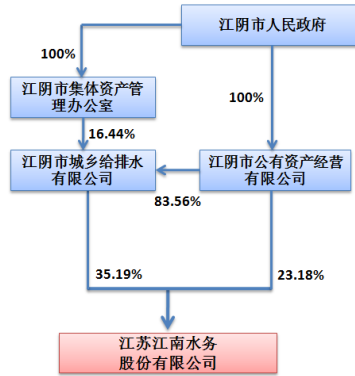 江阴市人民政府
100%
江阴市集体资产管
理办公室
100%
16.44%
江阴市城乡给排水
有限公司
江阴市公有资产经营
有限公司
83.56%
35.19%
23.18%
江苏江南水务
股份有限公司